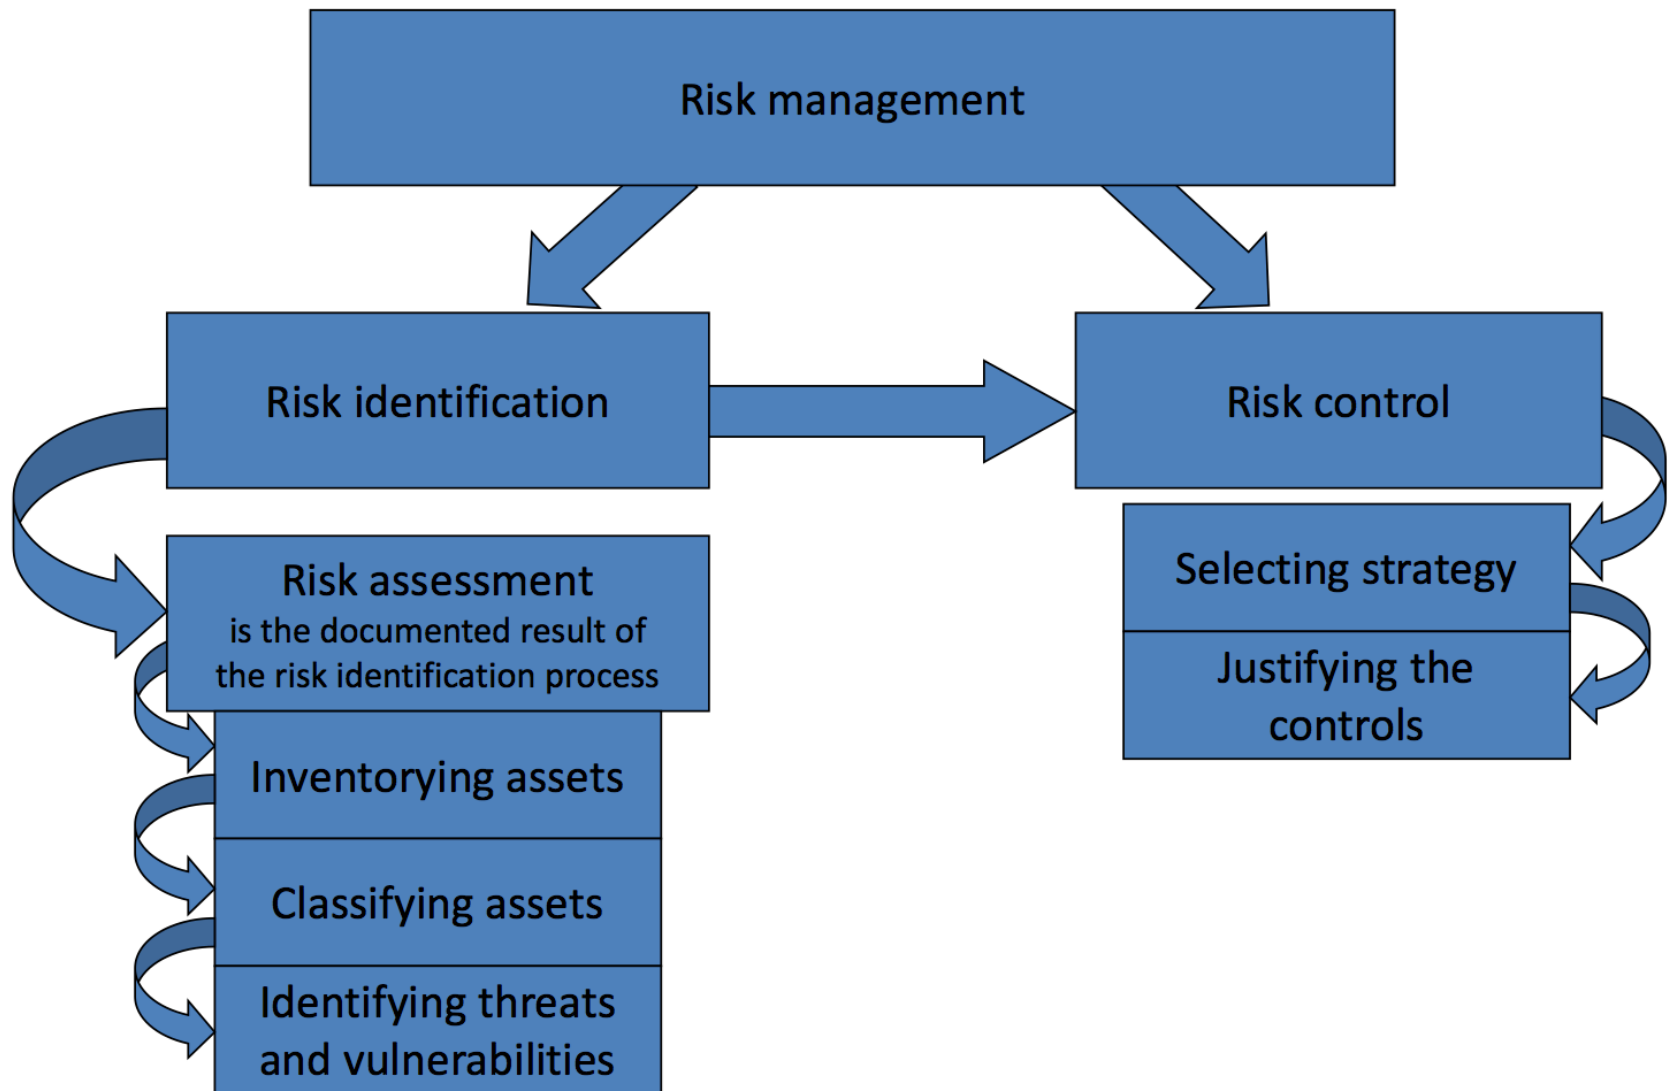 Risk management
Risk identification
Risk control
Risk assessment
is the documented result of
the risk identification process
Inventorying assets
Classifying assets
Identifying threats
and vulnerabilities
Selecting strategy
Justifying the
controls